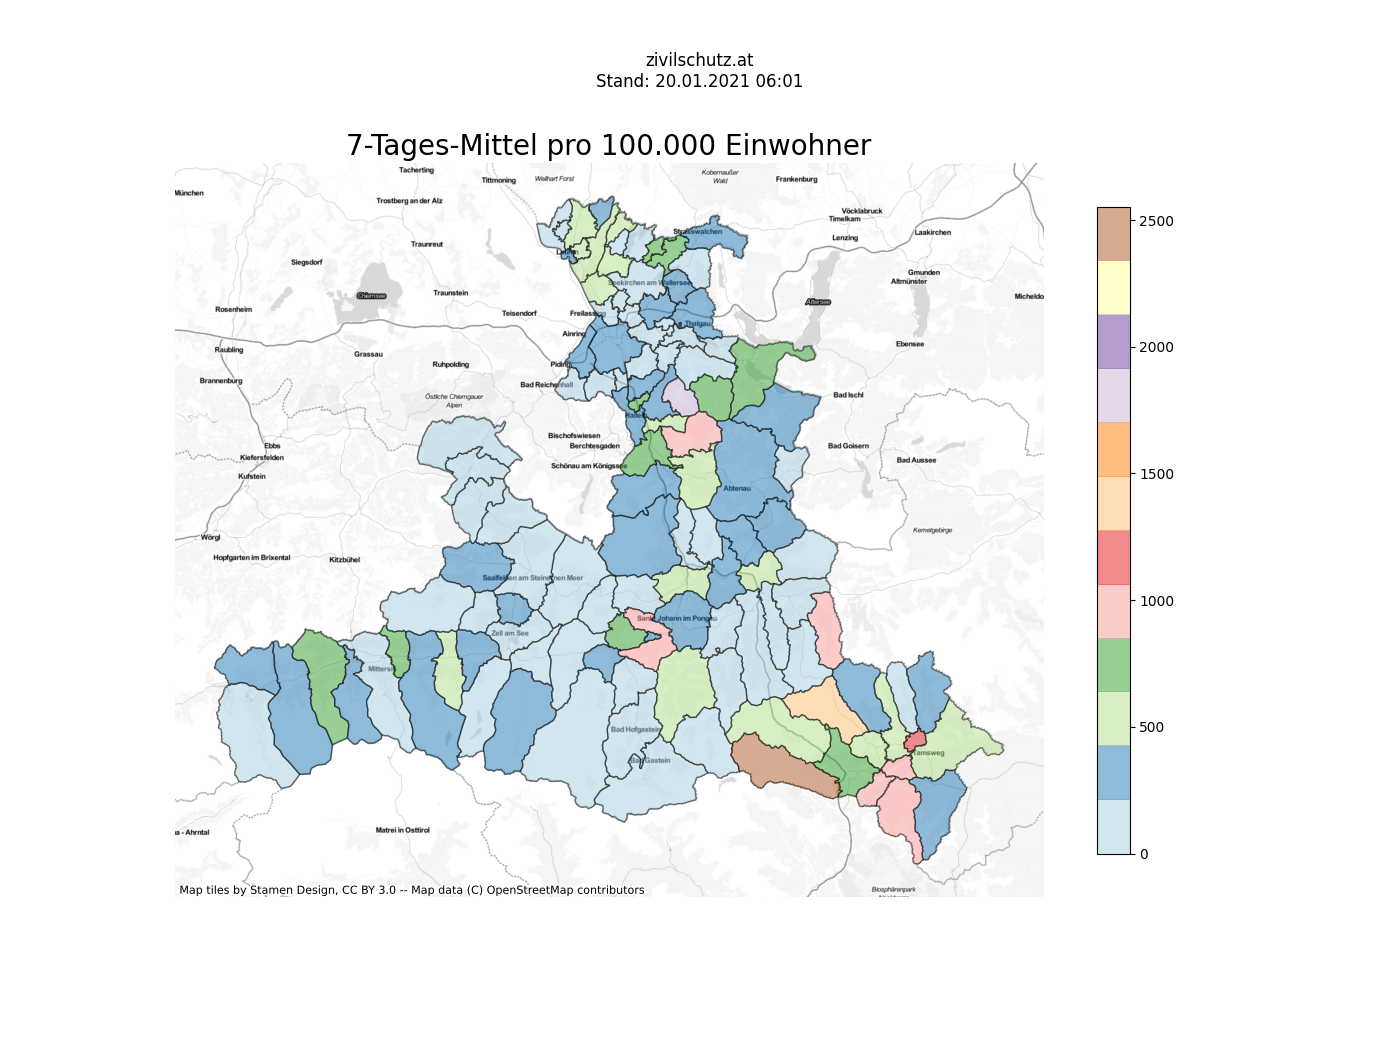 zivilschutz.at
Stand: 20.01.2021 06:01
7-Tages-Mittel pro 100.000 Einwohner
Tacherting
Tittmoning
Weilhart Forst
Kobernaußer
Wald
Frankenburg
München
Trostberg an der Alz
Vöcklabruck
Timelkam
Laakirchen
Strasswalchen
Lenzing
Traunreut
Siegsdorf
Gmunden
Altmünster
Seekirchen am Wallersee
Chiemsee
Traunstein
Attersee
Micheldo
Rosenheim
Teisendorf
Freilassing
Thalgau
Ainring
Ebensee
Raubling
Grassau
Ruhpolding
Piding
Brannenburg
Bad Reichenhall
Östliche Chiemgauer
Alpen
Bad Ischl
Hallein
Bischofswiesen
Berchtesgaden
Bad Goisern
Ebbs
Kiefersfelden
Bad Aussee
Schönau am Königssee
Kufstein
Abtenau
Kemetgebirge
Wörgl
Hopfgarten im Brixental
Kitzbühel
Saalfelden am Steinernen Meer
Sankt Johann im Pongau
Zell am See
Mittersill
Bad Hofgastein
Tamsweg
Bad Gastein
Matrei in Osttirol
na - Ahrntal
Biosphärenpark
Map tiles by Stamen Design, CC BY 3.0 -- Map data (C) OpenStreetMap contributors
2500
2000
1500
1000
500
0